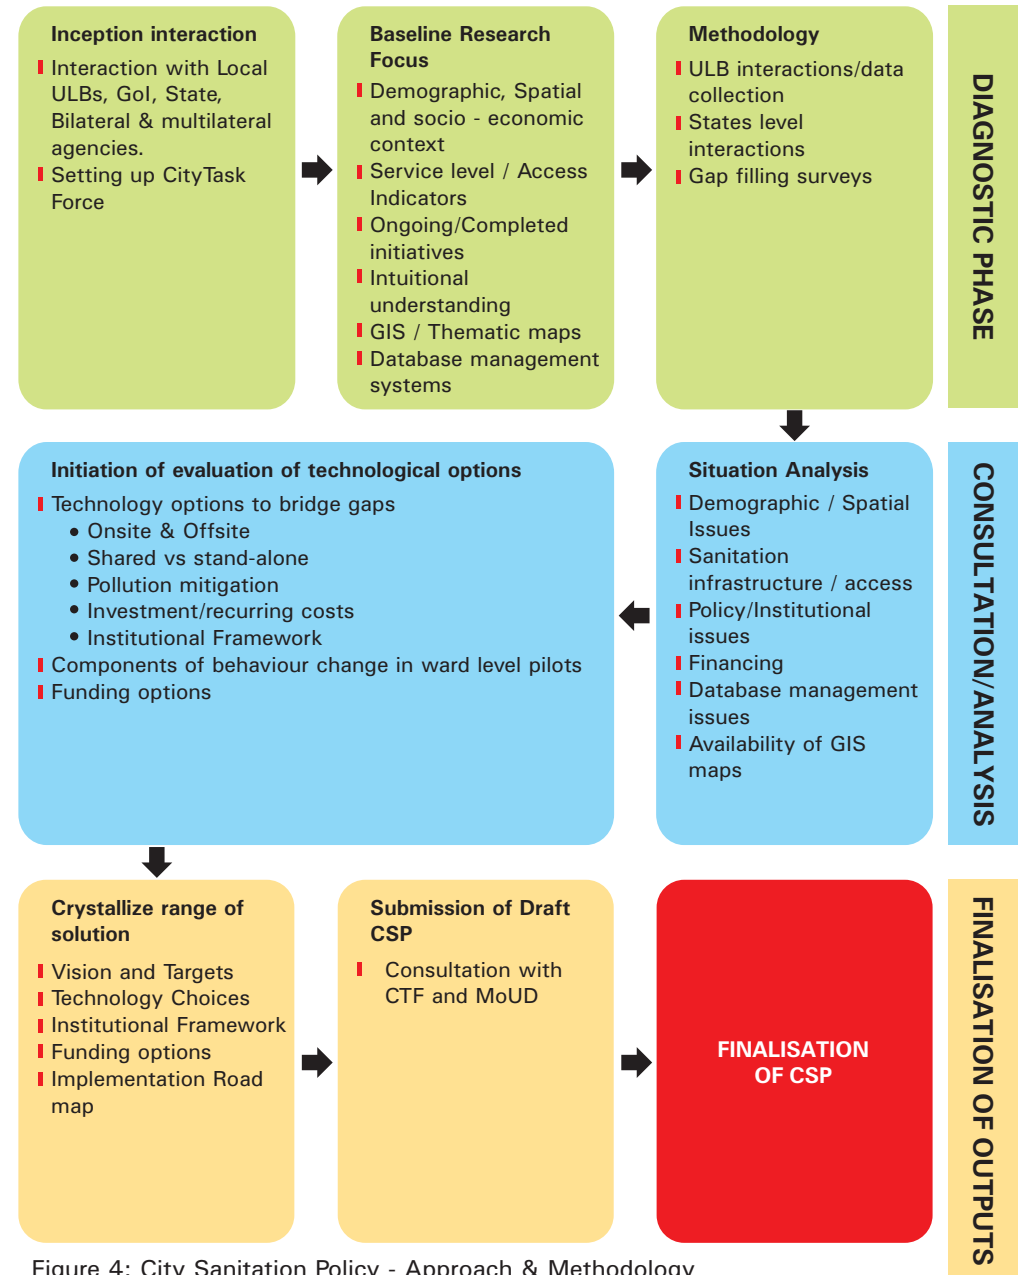 Inception interaction
Interaction with Local
ULBs, GoI, State,
Bilateral & multilateral
agencies.
Setting up CityTask
Force
Baseline Research
Focus
Demographic, Spatial
and socio - economic
context
Service level / Access
Indicators
Ongoing/Completed
initiatives
Intuitional
understanding
GIS / Thematic maps
Database management
systems
Methodology
ULB interactions/data
collection
States level
interactions
Gap filling surveys
DIAGNOSTIC PHASE
Situation Analysis
Demographic / Spatial
Issues
Sanitation
infrastructure / access
Policy/Institutional
issues
Financing
Database management
issues
Availability of GIS
maps
Initiation of evaluation of technological options
Technology options to bridge gaps
• Onsite & Offsite
• Shared vs stand-alone
• Pollution mitigation
• Investment/recurring costs
• Institutional Framework
Components of behaviour change in ward level pilots
Funding options
CONSULTATION/ANALYSIS
Crystallize range of
solution
Vision and Targets
Technology Choices
Institutional Framework
Funding options
Implementation Road
map
Submission of Draft
CSP
Consultation with
CTF and MoUD
FINALISATION
OF CSP
FINALISATION OF OUTPUTS
Figure 4: City Sanitation Policy - Approach & Methodology